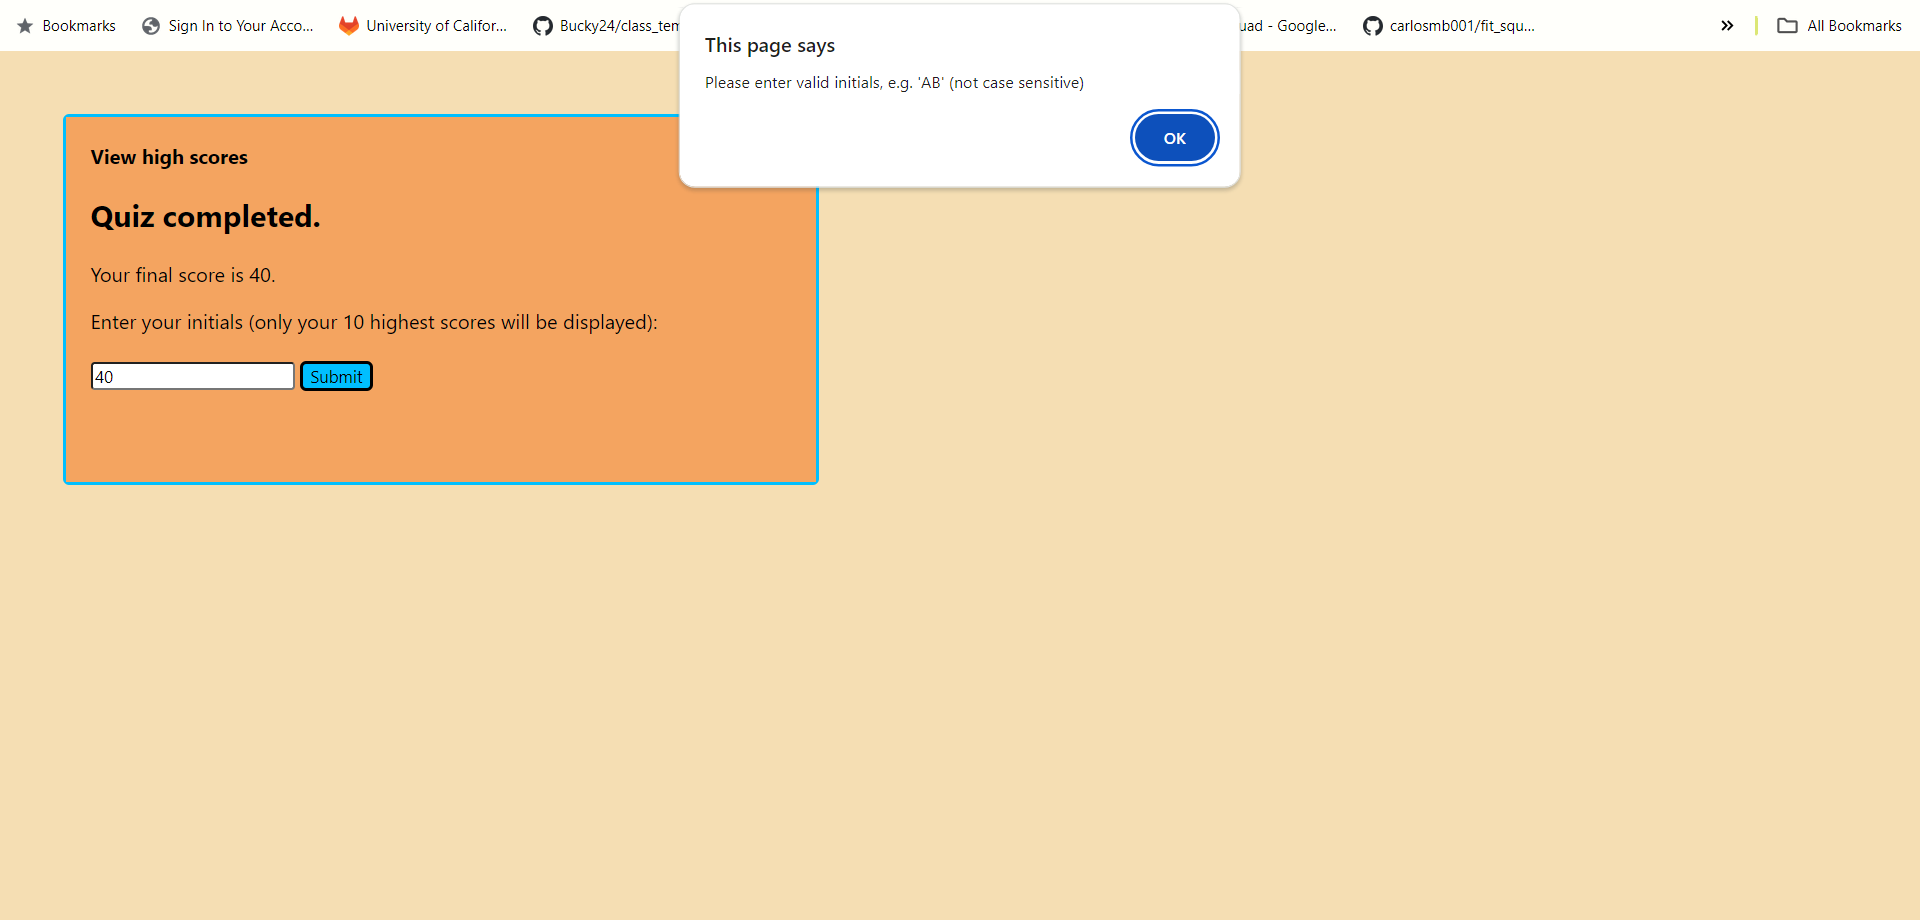 Bookmarks
Sign In to Your Acco...
University of Califor...
Bucky24/class_tem
uad - Google...
carlosmb001/fit_squ...
All Bookmarks
This page says
Please enter valid initials, e.g. 'AB' (not case sensitive)
OK
View high scores
Quiz completed.
Your final score is 40.
Enter your initials (only your 10 highest scores will be displayed):
40 Submit